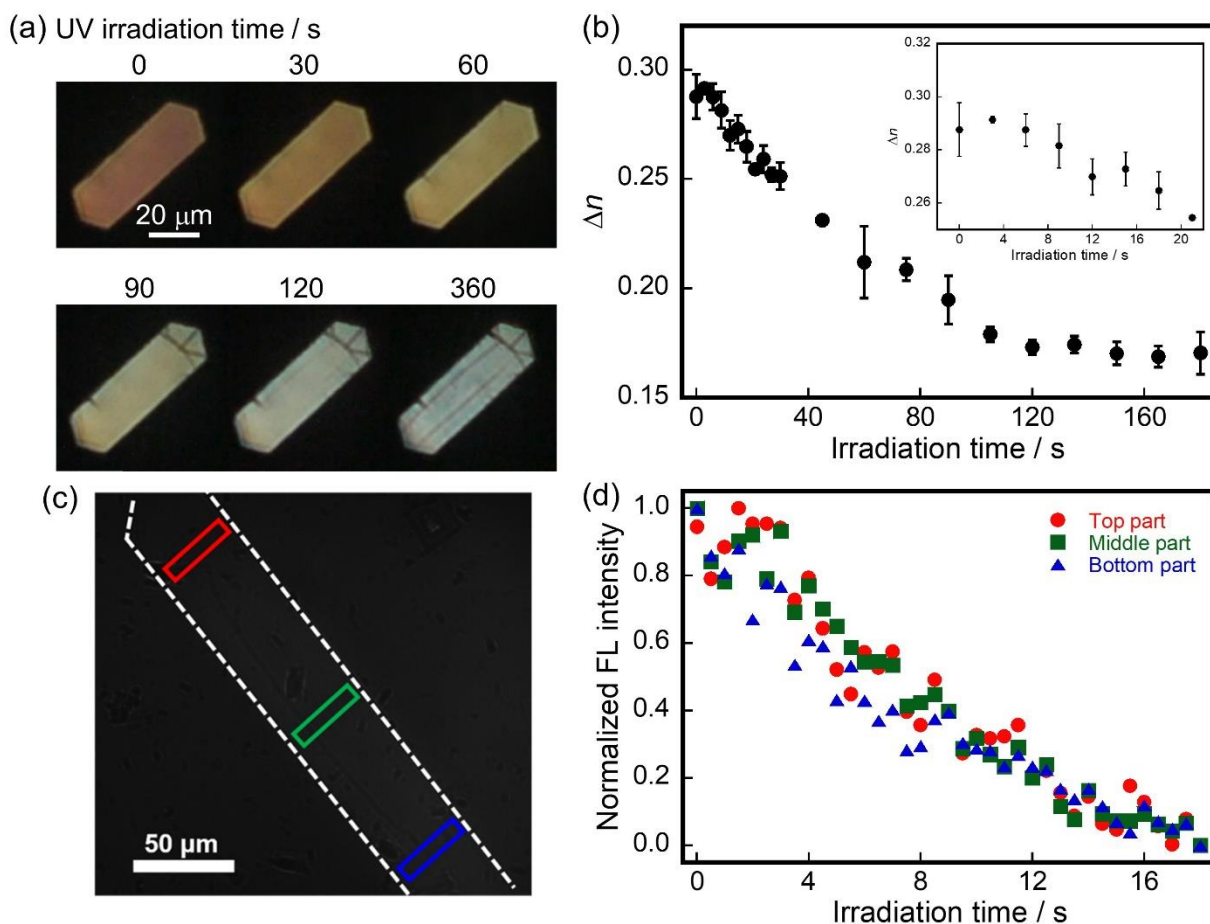 (a) UV irradiation time / s
0 30 60
20 μm
90 120 360
(b)
Δn
0.30
0.25
0.20
0.15
0 40 80 120 160
Irradiation time / s
Δn
0.32
0.30
0.28
0.26
0 4 8 12 16 20
Irradiation time / s
(c)
50 μm
(d)
Normalized FL intensity
1.0
0.8
0.6
0.4
0.2
0.0
0 4 8 12 16
Irradiation time / s
Top part
Middle part
Bottom part